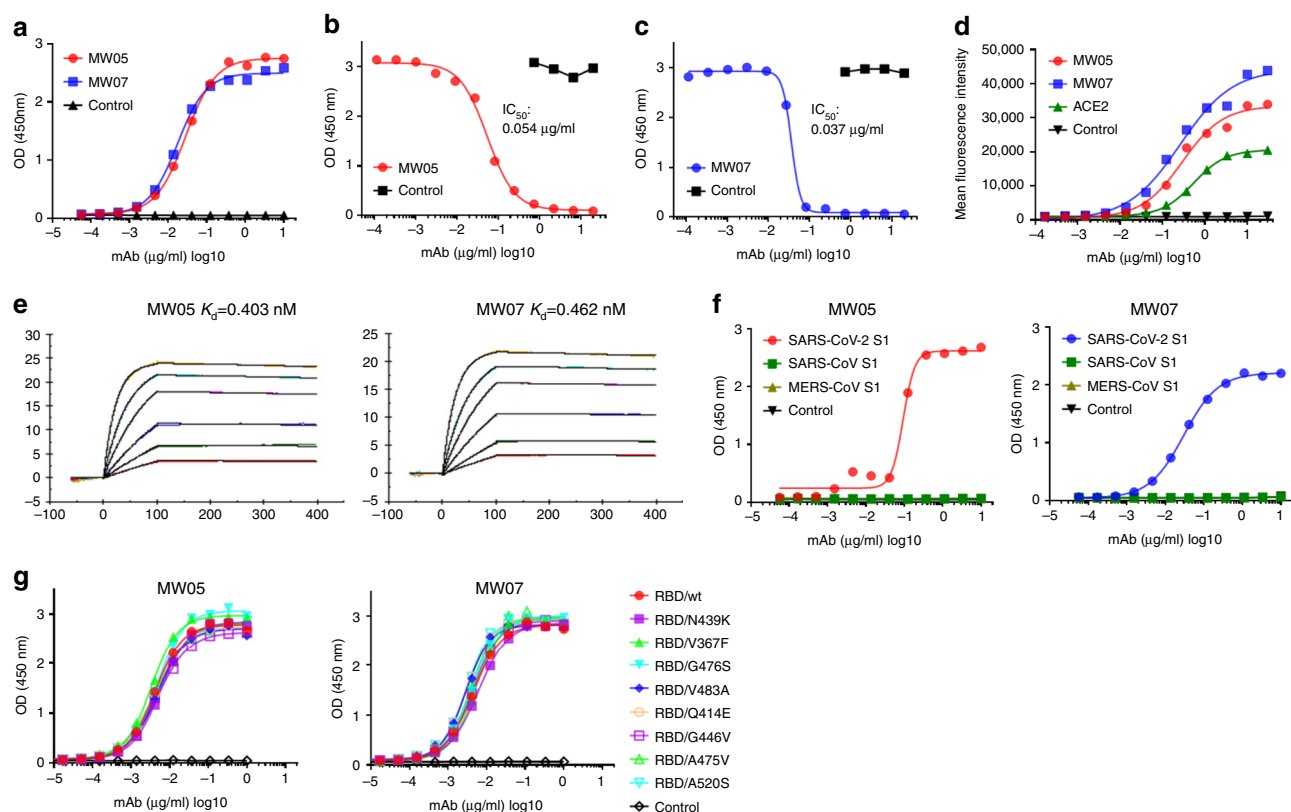 a
3
2
1
0
OD (450nm)
MW05
MW07
Control
–5 –4 –3 –2 –1 0 1
mAb (μg/ml) log10
b
4
3
2
1
0
OD (450 nm)
IC50:
0.054 μg/ml
MW05
Control
–4 –3 –2 –1 0 1
mAb (μg/ml) log10
c
4
3
2
1
0
OD (450 nm)
IC50:
0.037 μg/ml
MW07
Control
–4 –3 –2 –1 0 1
mAb (μg/ml) log10
d
50,000
40,000
30,000
20,000
10,000
0
Mean fluorescence intensity
MW05
MW07
ACE2
Control
–4 –3 –2 –1 0 1
mAb (μg/ml) log10
e
MW05 Kd=0.403 nM
30
25
20
15
10
5
0
–5
–100 0 100 200 300 400
MW07 Kd=0.462 nM
25
20
15
10
5
0
–5
–100 0 100 200 300 400
f
MW05
3
2
1
0
OD (450 nm)
SARS-CoV-2 S1
SARS-CoV S1
MERS-CoV S1
Control
–5 –4 –3 –2 –1 0 1
mAb (μg/ml) log10
MW07
3
2
1
0
OD (450 nm)
SARS-CoV-2 S1
SARS-CoV S1
MERS-CoV S1
Control
–5 –4 –3 –2 –1 0 1
mAb (μg/ml) log10
g
MW05
3
2
1
0
OD (450 nm)
–5 –4 –3 –2 –1 0
mAb (μg/ml) log10
MW07
3
2
1
0
OD (450 nm)
–5 –4 –3 –2 –1 0
mAb (μg/ml) log10
RBD/wt
RBD/N439K
RBD/V367F
RBD/G476S
RBD/V483A
RBD/Q414E
RBD/G446V
RBD/A475V
RBD/A520S
Control